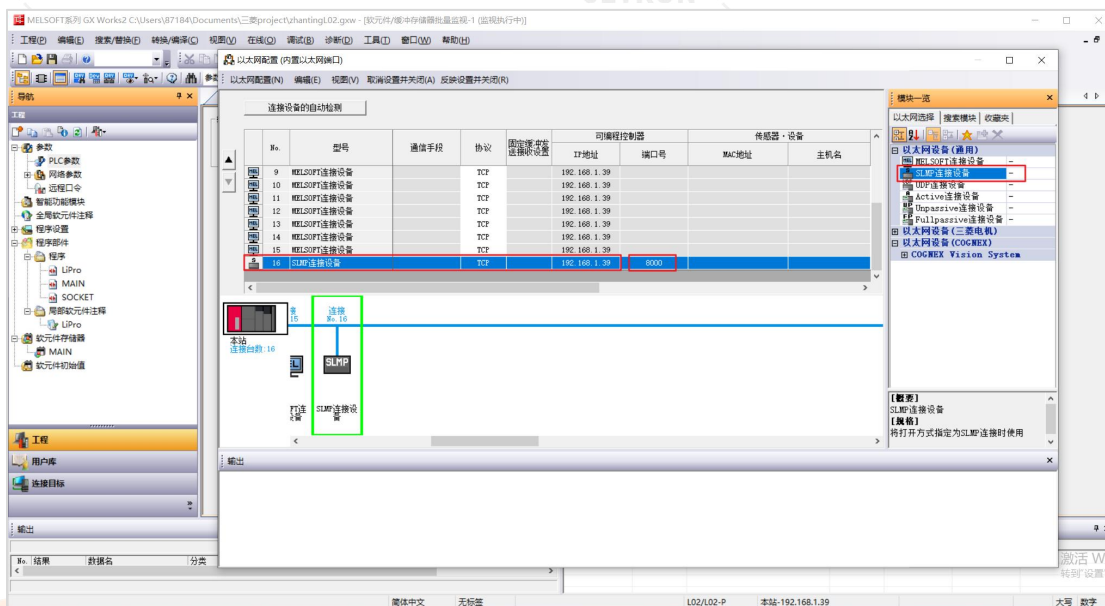 MELSOFT系列 GX Works2 C:\Users\87184\Documents\三菱project\zhantingL02.gxw - [软元件/缓冲存储器批量监视-1 (监视执行中)]
工程(P) 编辑(E) 搜索/替换(F) 转换/编译(C) 视图(V) 在线(O) 调试(B) 诊断(D) 工具(T) 窗口(W) 帮助(H)
导航
工程
参数
PLC参数
网络参数
远程口令
智能功能模块
全局软元件注释
程序设置
程序部件
程序
LiPro
MAIN
SOCKET
局部软元件注释
LiPro
软元件存储器
MAIN
软元件初始值
工程
用户库
连接目标
以太网配置 (内置以太网端口)
以太网配置(N) 编辑(E) 视图(V) 取消设置并关闭(A) 反映设置并关闭(R)
连接设备的自动检测
可编程控制器 传感器・设备
No. 型号 通信手段 协议 固定缓冲发送接收设置 IP地址 端口号 MAC地址 主机名
9 MELSOFT连接设备 TCP 192.168.1.39
10 MELSOFT连接设备 TCP 192.168.1.39
11 MELSOFT连接设备 TCP 192.168.1.39
12 MELSOFT连接设备 TCP 192.168.1.39
13 MELSOFT连接设备 TCP 192.168.1.39
14 MELSOFT连接设备 TCP 192.168.1.39
15 MELSOFT连接设备 TCP 192.168.1.39
16 SLMP连接设备 TCP 192.168.1.39 8000
接 连接
15 No.16
本站
连接台数:16
SLMP
FT连 SLMP连接设
备 备
输出
模块一览
以太网选择 搜索模块 收藏夹
以太网设备(通用)
MELSOFT连接设备 -
SLMP连接设备 -
UDP连接设备 -
Active连接设备 -
Unpassive连接设备 -
Fullpassive连接设备 -
以太网设备(三菱电机)
以太网设备(COGNEX)
COGNEX Vision System
[概要]
SLMP连接设备
[规格]
将打开方式指定为SLMP连接时使用
输出
No. 结果 数据名 分类
激活 W
转到"设置"
简体中文 无标签 L02/L02-P 本站-192.168.1.39 大写 数字